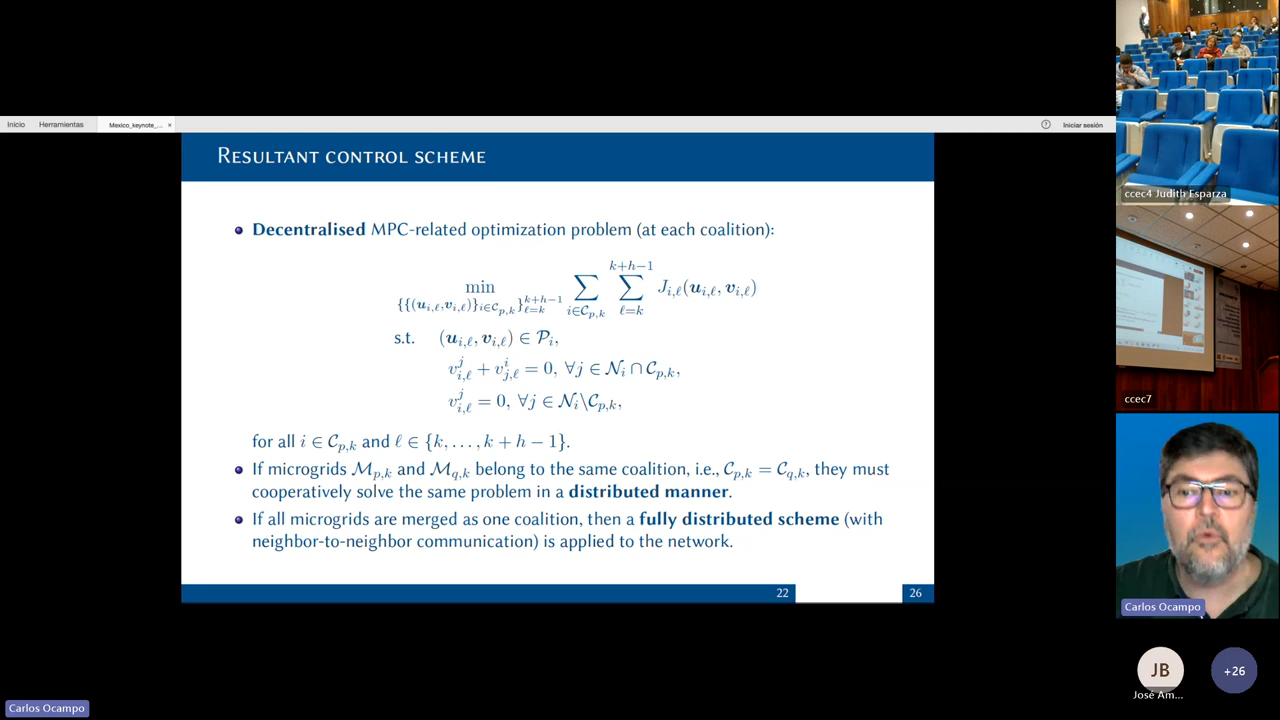 Inicio Herramientas Mexico_keynote_... × ? Iniciar sesión
RESULTANT CONTROL SCHEME
• Decentralised MPC-related optimization problem (at each coalition):
min_{{{(u_{i,ℓ},v_{i,ℓ})}_{i∈C_{p,k}}}_{ℓ=k}^{k+h−1}} ∑_{i∈C_{p,k}} ∑_{ℓ=k}^{k+h−1} J_{i,ℓ}(u_{i,ℓ}, v_{i,ℓ})
s.t. (u_{i,ℓ}, v_{i,ℓ}) ∈ P_i,
v_{i,ℓ}^j + v_{j,ℓ}^i = 0, ∀j ∈ N_i ∩ C_{p,k},
v_{i,ℓ}^j = 0, ∀j ∈ N_i\C_{p,k},
for all i ∈ C_{p,k} and ℓ ∈ {k, . . . , k + h − 1}.
• If microgrids M_{p,k} and M_{q,k} belong to the same coalition, i.e., C_{p,k} = C_{q,k}, they must
cooperatively solve the same problem in a distributed manner.
• If all microgrids are merged as one coalition, then a fully distributed scheme (with
neighbor-to-neighbor communication) is applied to the network.
22 26
ccec4 Judith Esparza
ccec7
Carlos Ocampo
JB +26
José Am...
Carlos Ocampo